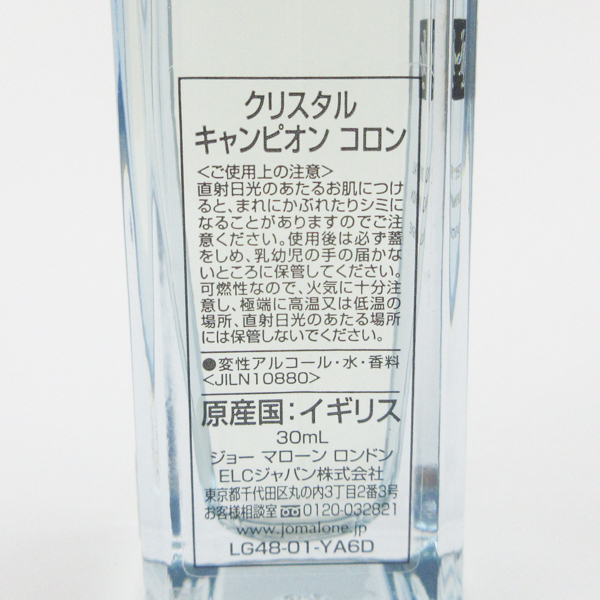 クリスタル
キャンピオン コロン
＜ご使用上の注意＞
直射日光のあたるお肌につけ
ると、まれにかぶれたりシミに
なることがありますのでご注
意ください。使用後は必ず蓋
をしめ、乳幼児の手の届かな
いところに保管してください。
可燃性なので、火気に十分注
意し、極端に高温又は低温の
場所、直射日光のあたる場所
には保管しないでください。
●変性アルコール・水・香料
＜JILN10880＞
原産国：イギリス
30mL
ジョー マローン ロンドン
ELCジャパン株式会社
東京都千代田区丸の内3丁目2番3号
お客様相談室 0120-032821
www.jomalone.jp
LG48-01-YA6D